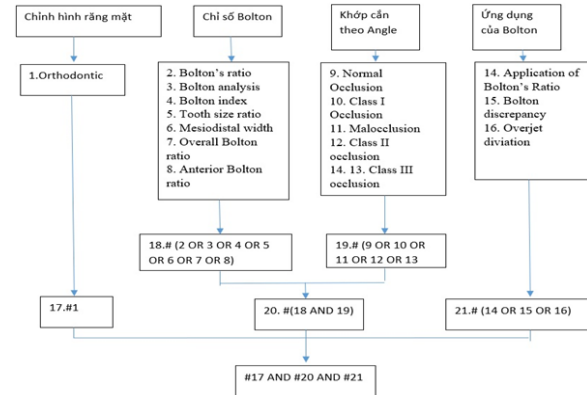 Chỉnh hình răng mặt
Chỉ số Bolton
Khớp cắn
theo Angle
Ứng dụng
của Bolton
1.Orthodontic
2. Bolton's ratio
3. Bolton analysis
4. Bolton index
5. Tooth size ratio
6. Mesiodistal width
7. Overall Bolton
ratio
8. Anterior Bolton
ratio
9. Normal
Occlusion
10. Class I
Occlusion
11. Malocclusion
12. Class II
occlusion
14. 13. Class III
occlusion
14. Application of
Bolton's Ratio
15. Bolton
discrepancy
16. Overjet
diviation
18.# (2 OR 3 OR 4 OR 5
OR 6 OR 7 OR 8)
19.# (9 OR 10 OR
11 OR 12 OR 13
17.#1
20. #(18 AND 19)
21.# (14 OR 15 OR 16)
#17 AND #20 AND #21